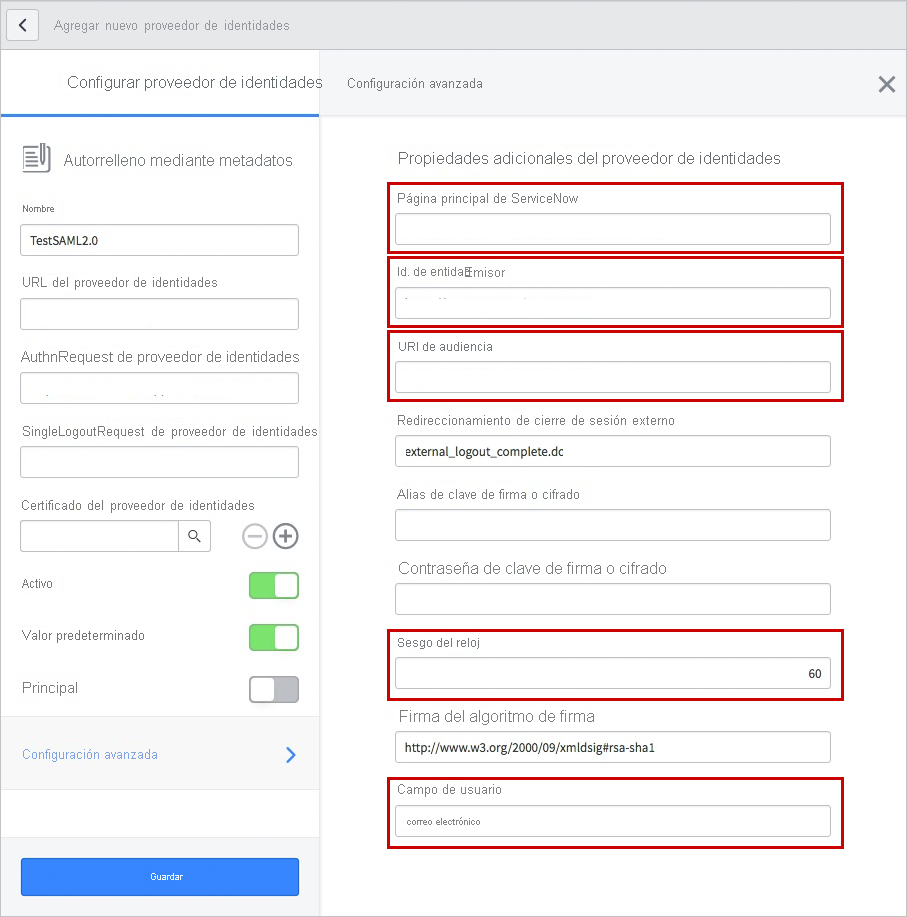 Agregar nuevo proveedor de identidades
Configurar proveedor de identidades
Autorrelleno mediante metadatos
Nombre
TestSAML2.0
URL del proveedor de identidades
AuthnRequest de proveedor de identidades
SingleLogoutRequest de proveedor de identidades
Certificado del proveedor de identidades
Activo
Valor predeterminado
Principal
Configuración avanzada
Guardar
Configuración avanzada
Propiedades adicionales del proveedor de identidades
Página principal de ServiceNow
Id. de entidad Emisor
URI de audiencia
Redireccionamiento de cierre de sesión externo
external_logout_complete.dc
Alias de clave de firma o cifrado
Contraseña de clave de firma o cifrado
Sesgo del reloj
60
Firma del algoritmo de firma
http://www.w3.org/2000/09/xmldsig#rsa-sha1
Campo de usuario
correo electrónico